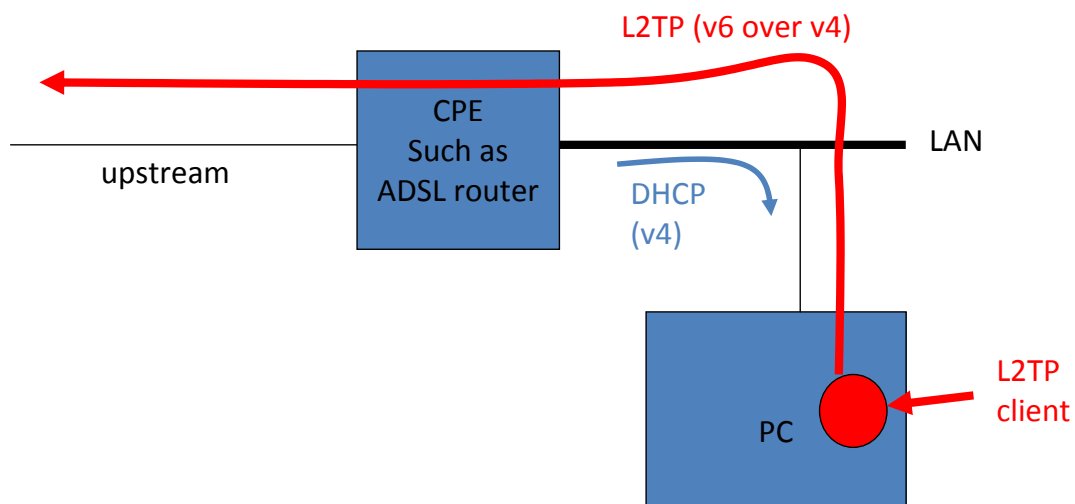 L2TP (v6 over v4)
CPE
Such as
ADSL router
LAN
upstream
DHCP
(v4)
L2TP
client
PC